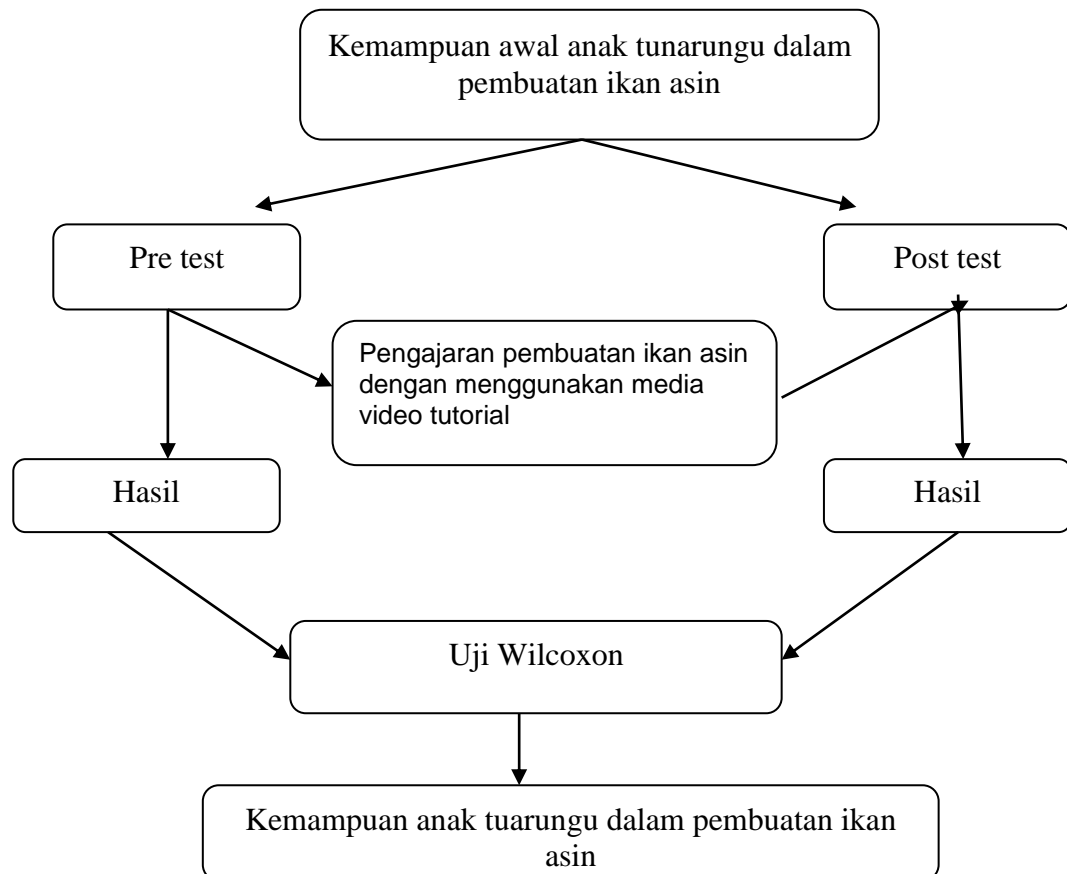 Kemampuan awal anak tunarungu dalam
pembuatan ikan asin
Pre test
Post test
Pengajaran pembuatan ikan asin
dengan menggunakan media
video tutorial
Hasil
Hasil
Uji Wilcoxon
Kemampuan anak tuarungu dalam pembuatan ikan
asin